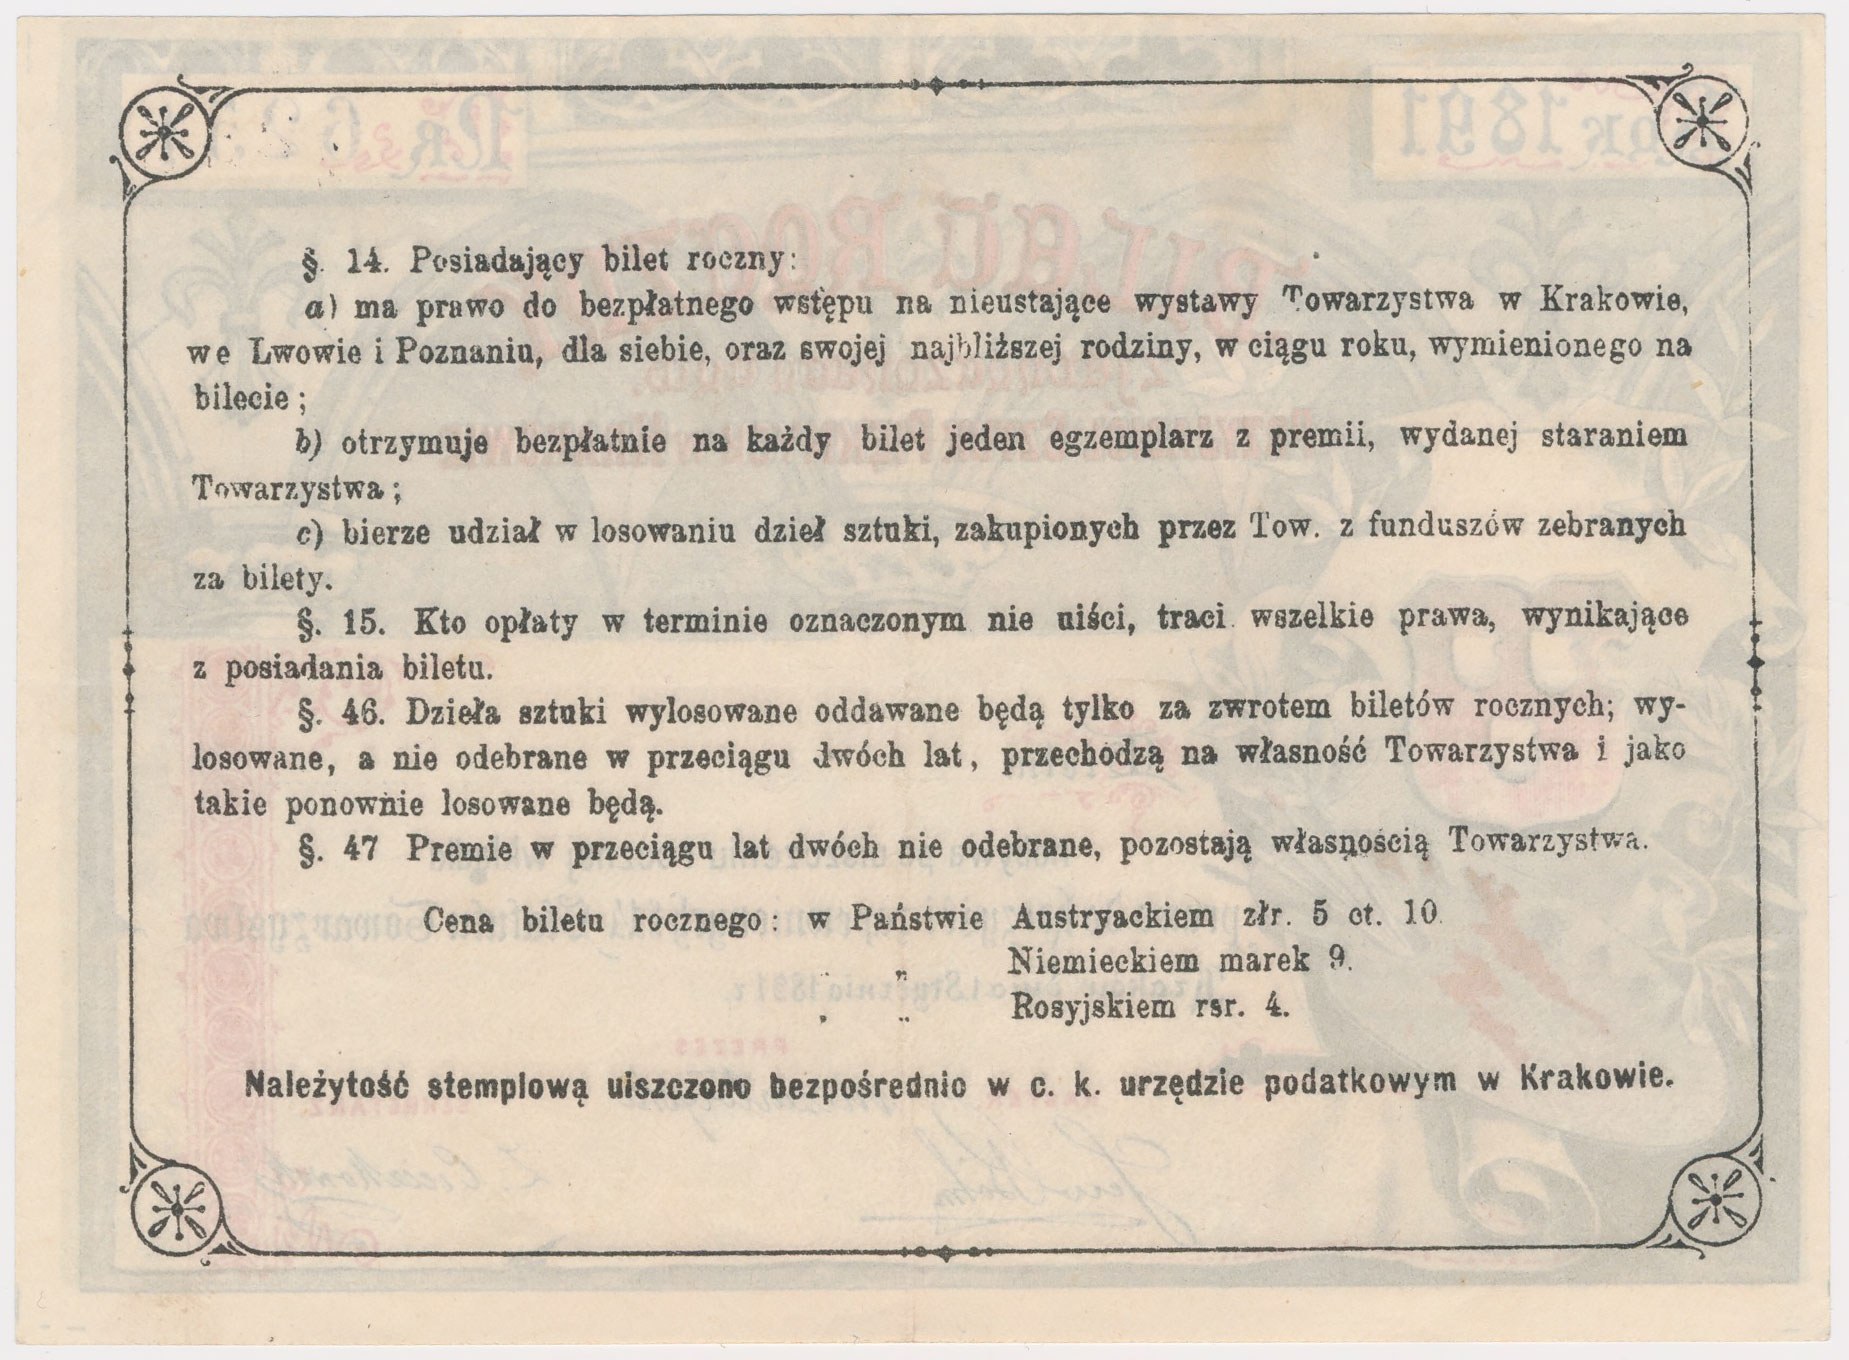 §. 14. Posiadający bilet roczny:
a) ma prawo do bezpłatnego wstępu na nieustające wystawy Towarzystwa w Krakowie,
we Lwowie i Poznaniu, dla siebie, oraz swojej najbliższej rodziny, w ciągu roku, wymienionego na
bilecie;
b) otrzymuje bezpłatnie na każdy bilet jeden egzemplarz z premii, wydanej staraniem
Towarzystwa;
c) bierze udział w losowaniu dzieł sztuki, zakupionych przez Tow. z funduszów zebranych
za bilety.
§. 15. Kto opłaty w terminie oznaczonym nie uiści, traci wszelkie prawa, wynikające
z posiadania biletu.
§. 46. Dzieła sztuki wylosowane oddawane będą tylko za zwrotem biletów rocznych; wy-
losowane, a nie odebrane w przeciągu dwóch lat, przechodzą na własność Towarzystwa i jako
takie ponownie losowane będą.
§. 47 Premie w przeciągu lat dwóch nie odebrane, pozostają własnością Towarzystwa.
Cena biletu rocznego: w Państwie Austryackiem złr. 5 ct. 10.
" " Niemieckiem marek 9.
" " Rosyjskiem rsr. 4.
Należytość stemplową uiszczono bezpośrednio w c. k. urzędzie podatkowym w Krakowie.